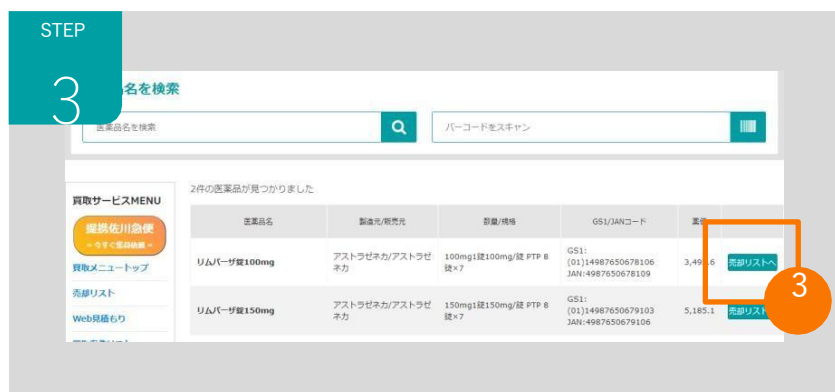 STEP
3
名を検索
医薬品名を検索
バーコードをスキャン
2件の医薬品が見つかりました
買取サービスMENU
医薬品名 製造元/販売元 数量/規格 GS1/JANコード 薬価
提携佐川急便
買取メニュートップ
リムパーザ錠100mg
アストラゼネカ/アストラゼ
ネカ
100mg1錠100mg/錠 PTP 8
錠×7
GS1:
(01)14987650678106
JAN:4987650678109
3,49
6
売却リストへ
売却リスト
Web見積もり
リムパーザ錠150mg
アストラゼネカ/アストラゼ
ネカ
150mg1錠150mg/錠 PTP 8
錠×7
GS1:
(01)14987650679103
JAN:4987650679106
5,185.1
売却リスト
3